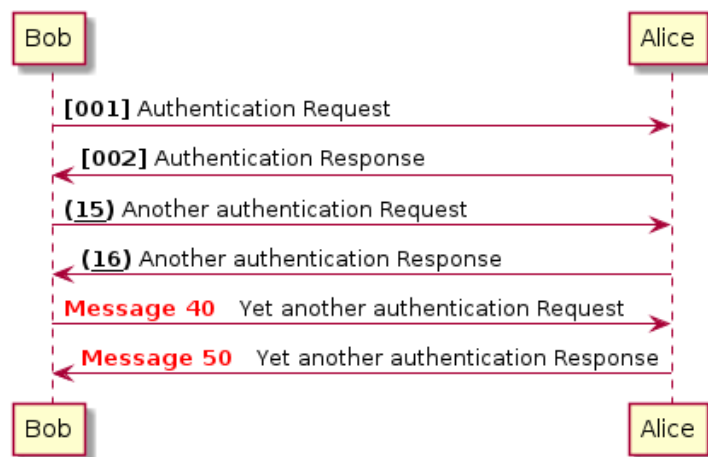 Bob Alice
[001] Authentication Request
[002] Authentication Response
(15) Another authentication Request
(16) Another authentication Response
Message 40 Yet another authentication Request
Message 50 Yet another authentication Response
Bob Alice